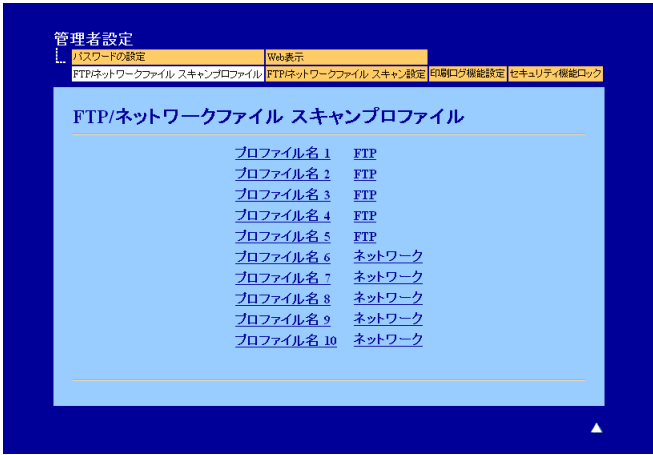 管理者設定
パスワードの設定 Web表示
FTP/ネットワークファイル スキャンプロファイル FTP/ネットワークファイル スキャン設定 印刷ログ機能設定 セキュリティ機能ロック
FTP/ネットワークファイル スキャンプロファイル
プロファイル名 1 FTP
プロファイル名 2 FTP
プロファイル名 3 FTP
プロファイル名 4 FTP
プロファイル名 5 FTP
プロファイル名 6 ネットワーク
プロファイル名 7 ネットワーク
プロファイル名 8 ネットワーク
プロファイル名 9 ネットワーク
プロファイル名 10 ネットワーク